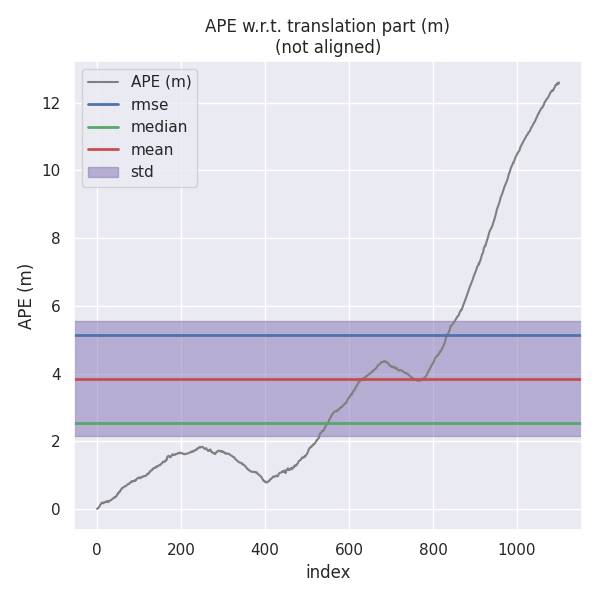 APE w.r.t. translation part (m)
(not aligned)
APE (m)
rmse
median
mean
std
APE (m)
12
10
8
6
4
2
0
0 200 400 600 800 1000
index